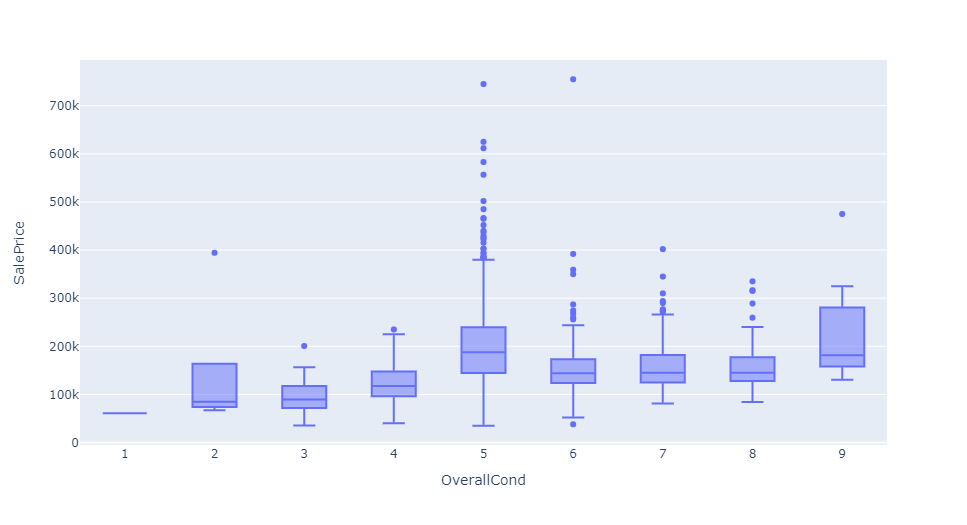 SalePrice
700k
600k
500k
400k
300k
200k
100k
0
1 2 3 4 5 6 7 8 9
OverallCond